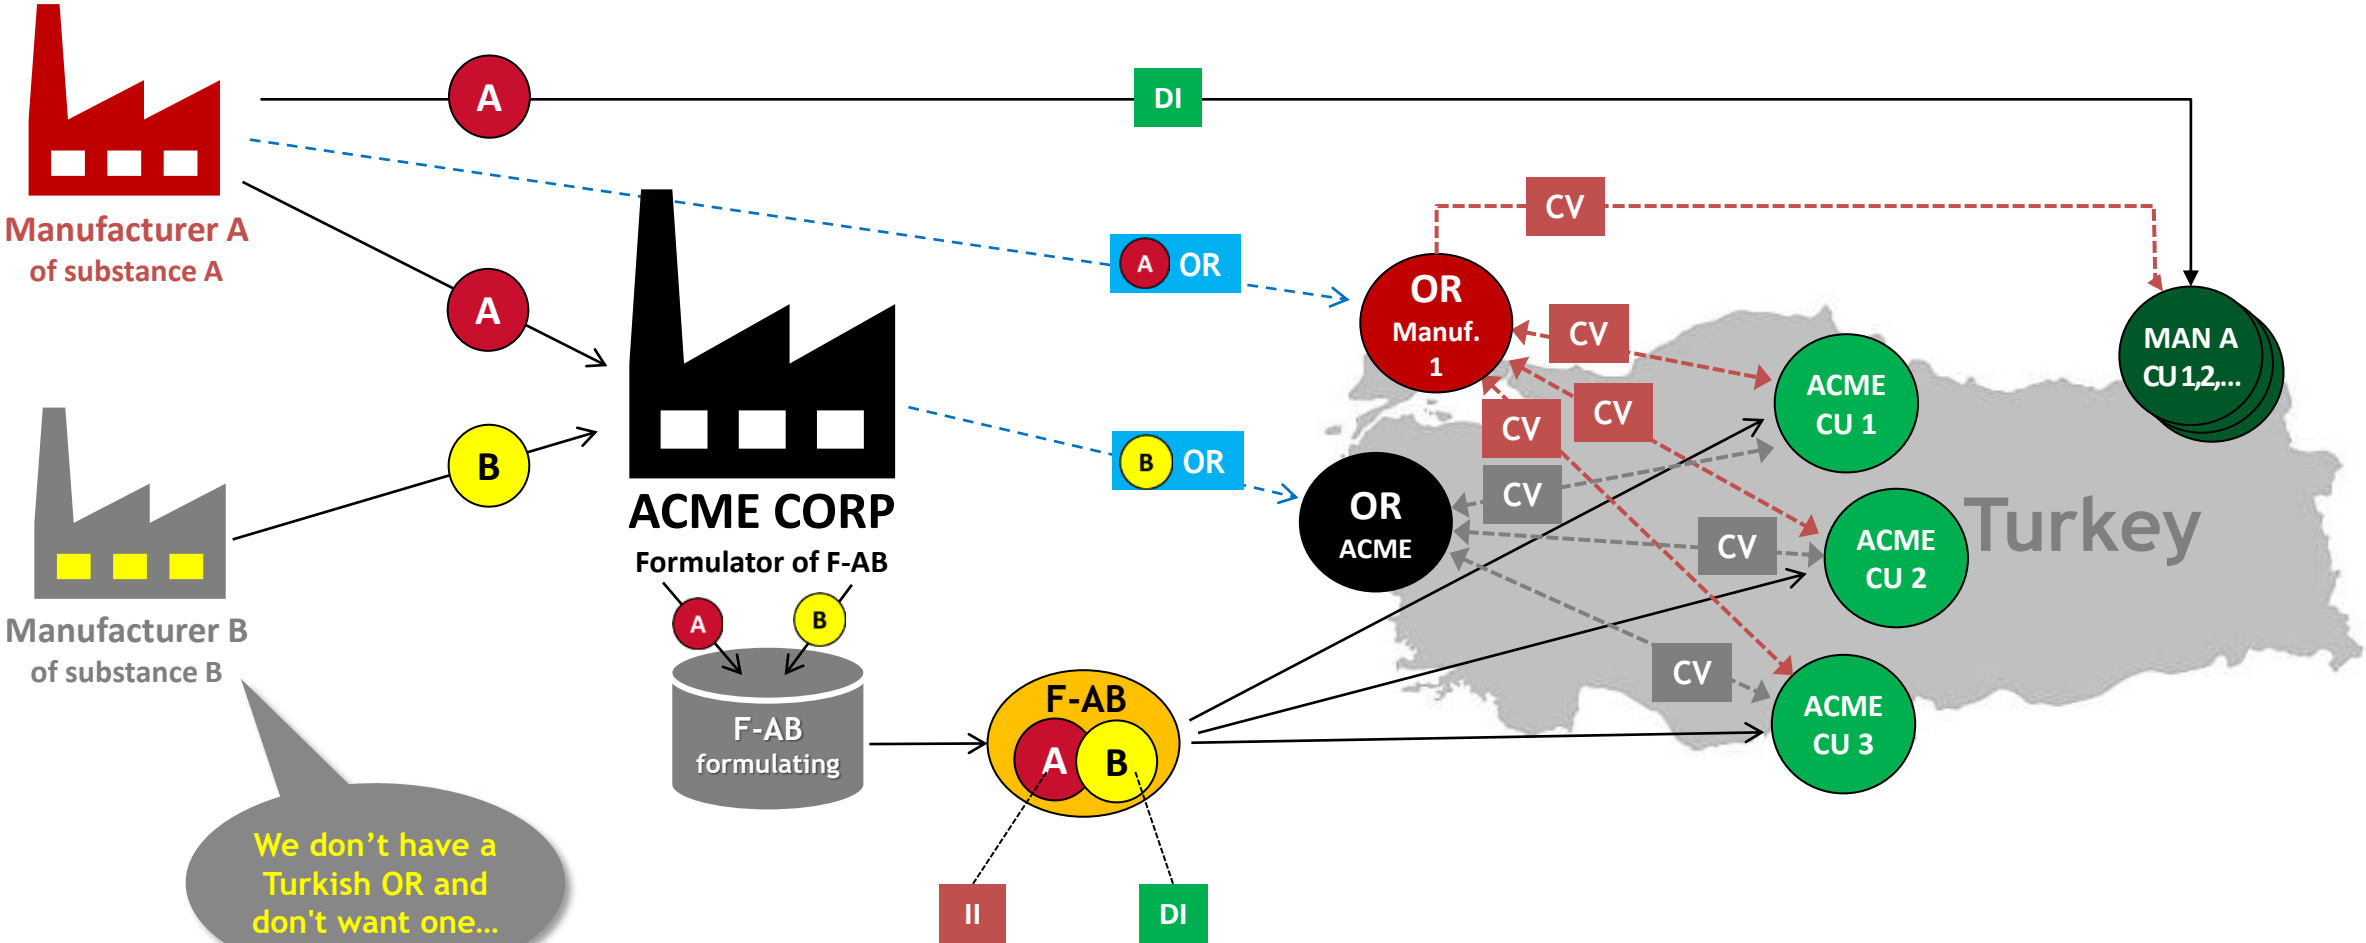 A
DI
CV
Manufacturer A
of substance A
A OR
OR
Manuf.
1
CV
MAN A
CU 1,2,...
A
ACME
CU 1
CV
CV
B
B OR
CV
ACME CORP
Formulator of F-AB
OR
ACME
CV
ACME
CU 2
Turkey
Manufacturer B
of substance B
A
B
CV
F-AB
formulating
F-AB
A B
ACME
CU 3
We don’t have a
Turkish OR and
don't want one...
II
DI